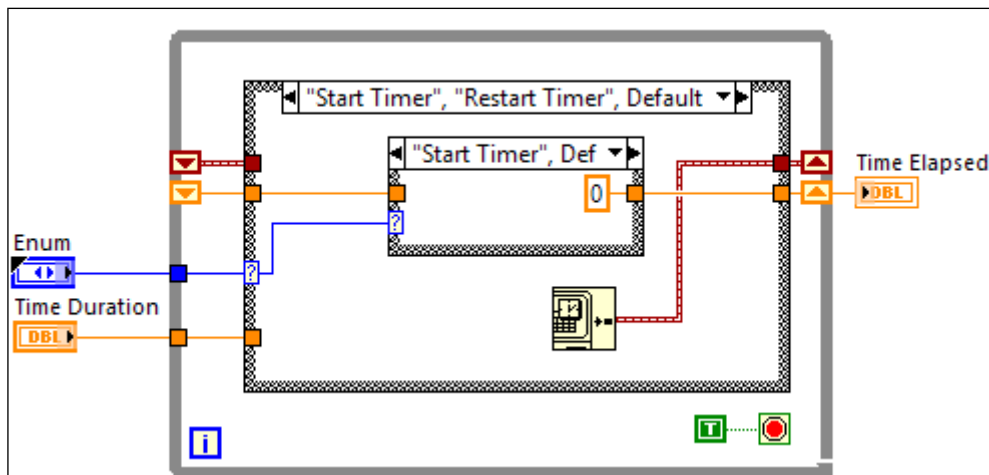 "Start Timer", "Restart Timer", Default
"Start Timer", Def
Time Elapsed
0
DBL
Enum
?
?
Time Duration
DBL
i
T